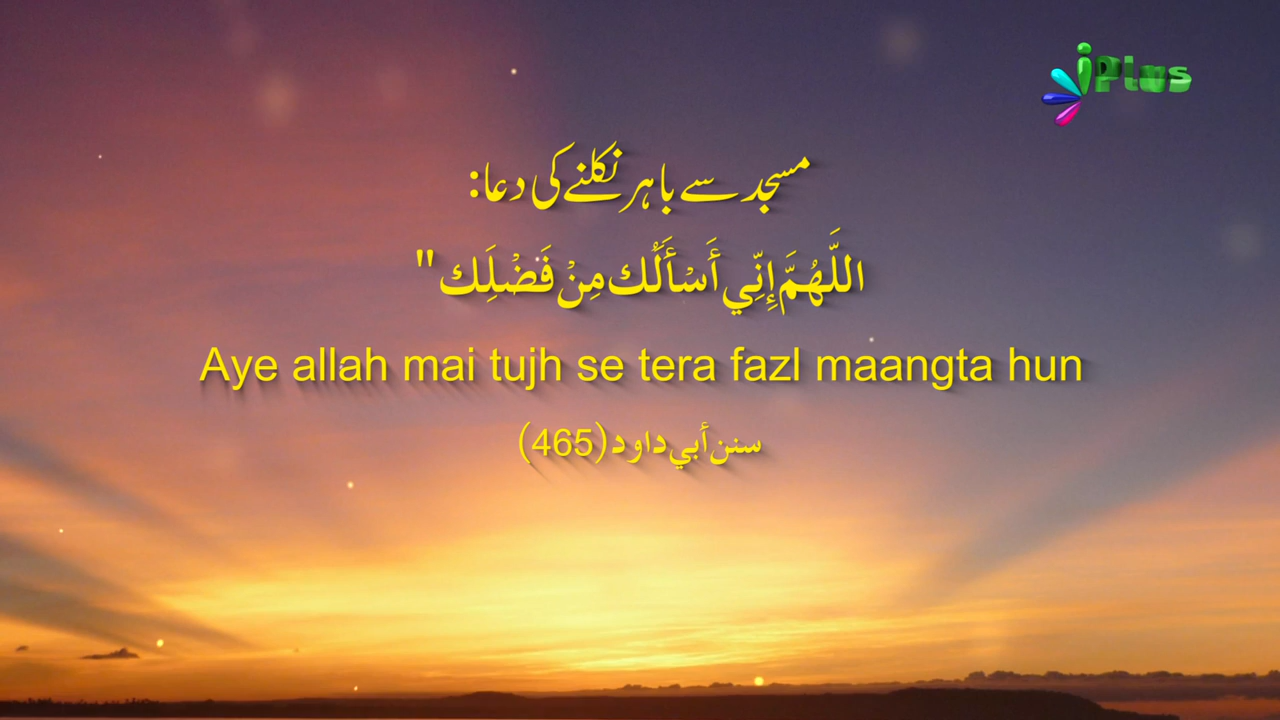 iPlus
مسجد سے باہر نکلنے کی دعا:
اللَّهُمَّ إِنِّي أَسْأَلُك مِنْ فَضْلِك "
Aye allah mai tujh se tera fazl maangta hun
سنن أبي داود (465)